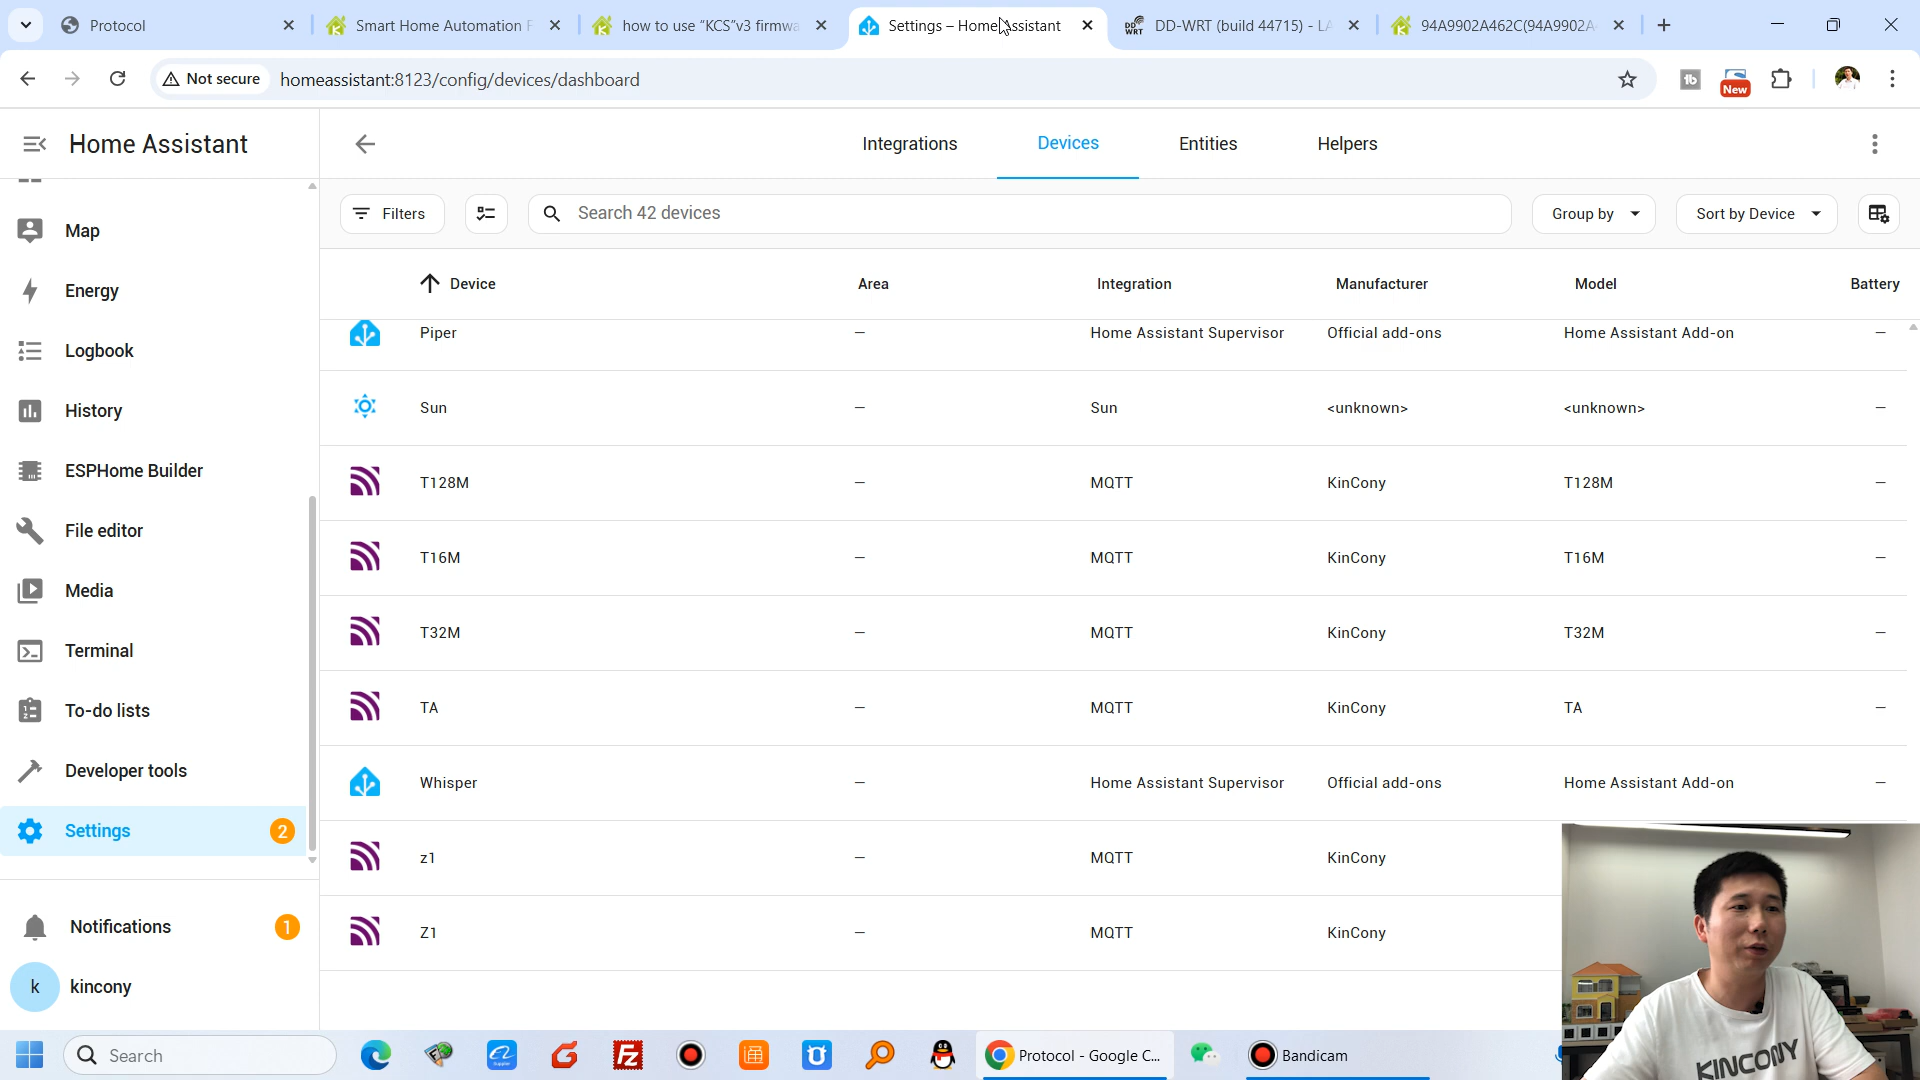 Protocol
Smart Home Automation F
how to use “KCS”v3 firmwa
Settings – Home Assistant
DD-WRT (build 44715) - LA
94A9902A462C(94A9902A
Not secure
homeassistant:8123/config/devices/dashboard
New
Home Assistant
Integrations
Devices
Entities
Helpers
Filters
Search 42 devices
Group by
Sort by Device
Map
Energy
Logbook
History
ESPHome Builder
File editor
Media
Terminal
To-do lists
Developer tools
Settings
2
Notifications
1
k
kincony
Device Area Integration Manufacturer Model Battery
Piper – Home Assistant Supervisor Official add-ons Home Assistant Add-on –
Sun – Sun <unknown> <unknown> –
T128M – MQTT KinCony T128M –
T16M – MQTT KinCony T16M –
T32M – MQTT KinCony T32M –
TA – MQTT KinCony TA –
Whisper – Home Assistant Supervisor Official add-ons Home Assistant Add-on –
z1 – MQTT KinCony
Z1 – MQTT KinCony
KINCONY
Search
Protocol - Google C...
Bandicam